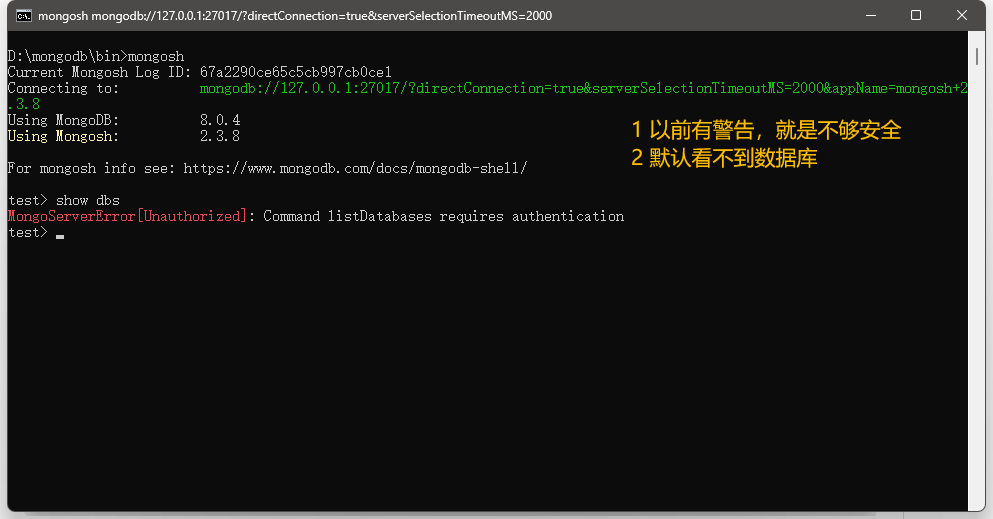 mongosh mongodb://127.0.0.1:27017/?directConnection=true&serverSelectionTimeoutMS=2000
D:\mongodb\bin>mongosh
Current Mongosh Log ID: 67a2290ce65c5cb997cb0ce1
Connecting to: mongodb://127.0.0.1:27017/?directConnection=true&serverSelectionTimeoutMS=2000&appName=mongosh+2
.3.8
Using MongoDB: 8.0.4
Using Mongosh: 2.3.8
1 以前有警告，就是不够安全
2 默认看不到数据库
For mongosh info see: https://www.mongodb.com/docs/mongodb-shell/
test> show dbs
MongoServerError[Unauthorized]: Command listDatabases requires authentication
test>